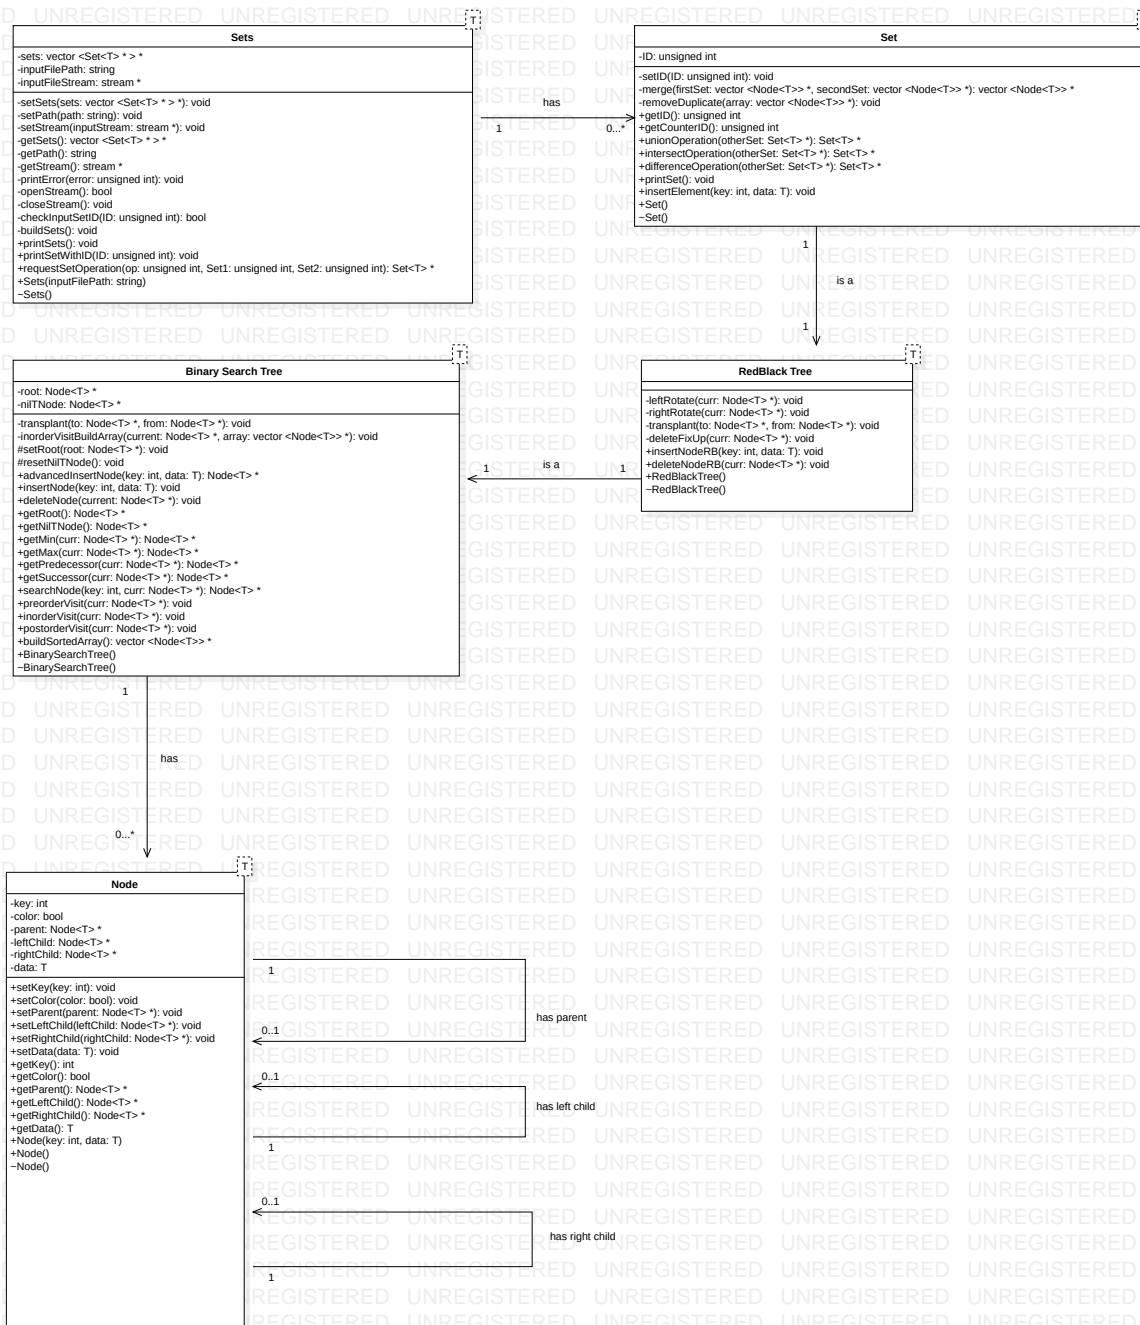 T
Sets
-sets: vector <Set<T> * > *
-inputFilePath: string
-inputFileStream: stream *
-setSets(sets: vector <Set<T> * > *): void
-setPath(path: string): void
-setStream(inputStream: stream *): void
-getSets(): vector <Set<T> * > *
-getPath(): string
-getStream(): stream *
-printError(error: unsigned int): void
-openStream(): bool
-closeStream(): void
-checkInputSetID(ID: unsigned int): bool
-buildSets(): void
+printSets(): void
+printSetWithID(ID: unsigned int): void
+requestSetOperation(op: unsigned int, Set1: unsigned int, Set2: unsigned int): Set<T> *
+Sets(inputFilePath: string)
~Sets()
has
1
0...*
Set
-ID: unsigned int
-setID(ID: unsigned int): void
-merge(firstSet: vector <Node<T>> *, secondSet: vector <Node<T>> *): vector <Node<T>> *
-removeDuplicate(array: vector <Node<T>> *): void
+getID(): unsigned int
+getCounterID(): unsigned int
+unionOperation(otherSet: Set<T> *): Set<T> *
+intersectOperation(otherSet: Set<T> *): Set<T> *
+differenceOperation(otherSet: Set<T> *): Set<T> *
+printSet(): void
+insertElement(key: int, data: T): void
+Set()
~Set()
1
is a
1
T
Binary Search Tree
-root: Node<T> *
-nilTNode: Node<T> *
-transplant(to: Node<T> *, from: Node<T> *): void
-inorderVisitBuildArray(current: Node<T> *, array: vector <Node<T>> *): void
#setRoot(root: Node<T> *): void
#resetNilTNode(): void
+advancedInsertNode(key: int, data: T): Node<T> *
+insertNode(key: int, data: T): void
+deleteNode(current: Node<T> *): void
+getRoot(): Node<T> *
+getNilTNode(): Node<T> *
+getMin(curr: Node<T> *): Node<T> *
+getMax(curr: Node<T> *): Node<T> *
+getPredecessor(curr: Node<T> *): Node<T> *
+getSuccessor(curr: Node<T> *): Node<T> *
+searchNode(key: int, curr: Node<T> *): Node<T> *
+preorderVisit(curr: Node<T> *): void
+inorderVisit(curr: Node<T> *): void
+postorderVisit(curr: Node<T> *): void
+buildSortedArray(): vector <Node<T>> *
+BinarySearchTree()
~BinarySearchTree()
1
is a
1
T
RedBlack Tree
-leftRotate(curr: Node<T> *): void
-rightRotate(curr: Node<T> *): void
-transplant(to: Node<T> *, from: Node<T> *): void
-deleteFixUp(curr: Node<T> *): void
+insertNodeRB(key: int, data: T): void
+deleteNodeRB(curr: Node<T> *): void
+RedBlackTree()
~RedBlackTree()
1
has
0...*
T
Node
-key: int
-color: bool
-parent: Node<T> *
-leftChild: Node<T> *
-rightChild: Node<T> *
-data: T
+setKey(key: int): void
+setColor(color: bool): void
+setParent(parent: Node<T> *): void
+setLeftChild(leftChild: Node<T> *): void
+setRightChild(rightChild: Node<T> *): void
+setData(data: T): void
+getKey(): int
+getColor(): bool
+getParent(): Node<T> *
+getLeftChild(): Node<T> *
+getRightChild(): Node<T> *
+getData(): T
+Node(key: int, data: T)
+Node()
~Node()
1
has parent
0..1
0..1
has left child
1
0..1
has right child
1
UNREGISTERED